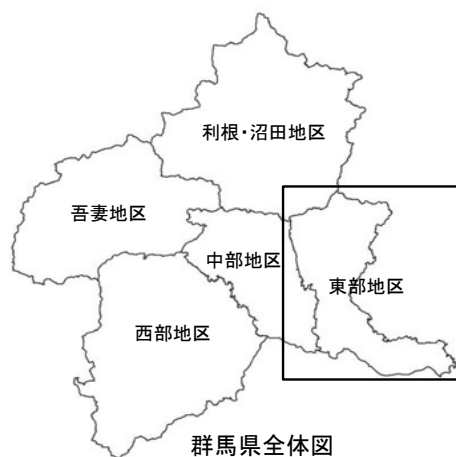 利根・沼田地区
吾妻地区
中部地区
東部地区
西部地区
群馬県全体図